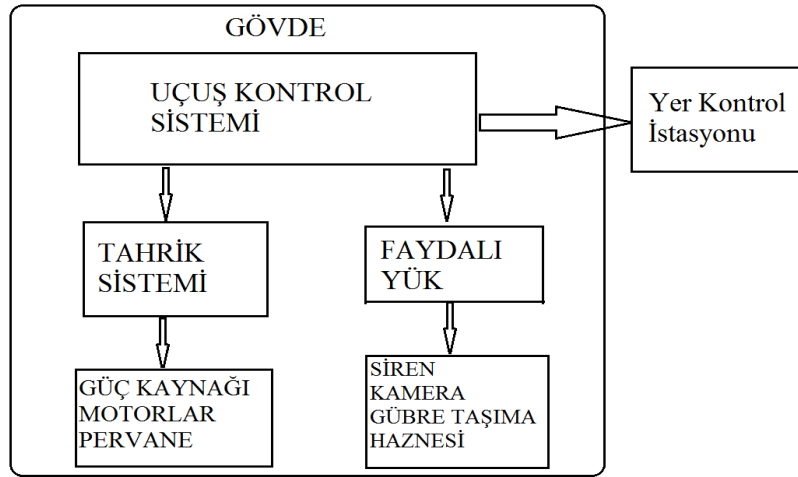 GÖVDE
UÇUŞ KONTROL
SİSTEMİ
Yer Kontrol
İstasyonu
TAHRİK
SİSTEMİ
FAYDALI
YÜK
GÜÇ KAYNAĞI
MOTORLAR
PERVANE
SİREN
KAMERA
GÜBRE TAŞIMA
HAZNESİ